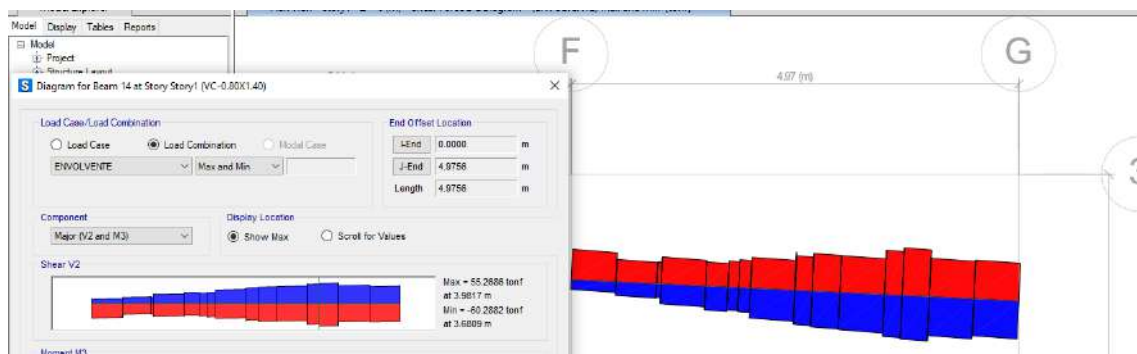 Model Display Tables Reports
Model
Project
Structure Layout
F
G
4.97 (m)
3
S Diagram for Beam 14 at Story Story1 (VC-0.80X1.40)
Load Case/Load Combination
Load Case Load Combination Modal Case
ENVOLVENTE Max and Min
End Offset Location
I-End 0.0000 m
J-End 4.9756 m
Length 4.9756 m
Component
Major (V2 and M3)
Display Location
Show Max Scroll for Values
Shear V2
Max = 55.2686 tonf
at 3.9817 m
Min = -60.2882 tonf
at 3.6809 m
Moment M3